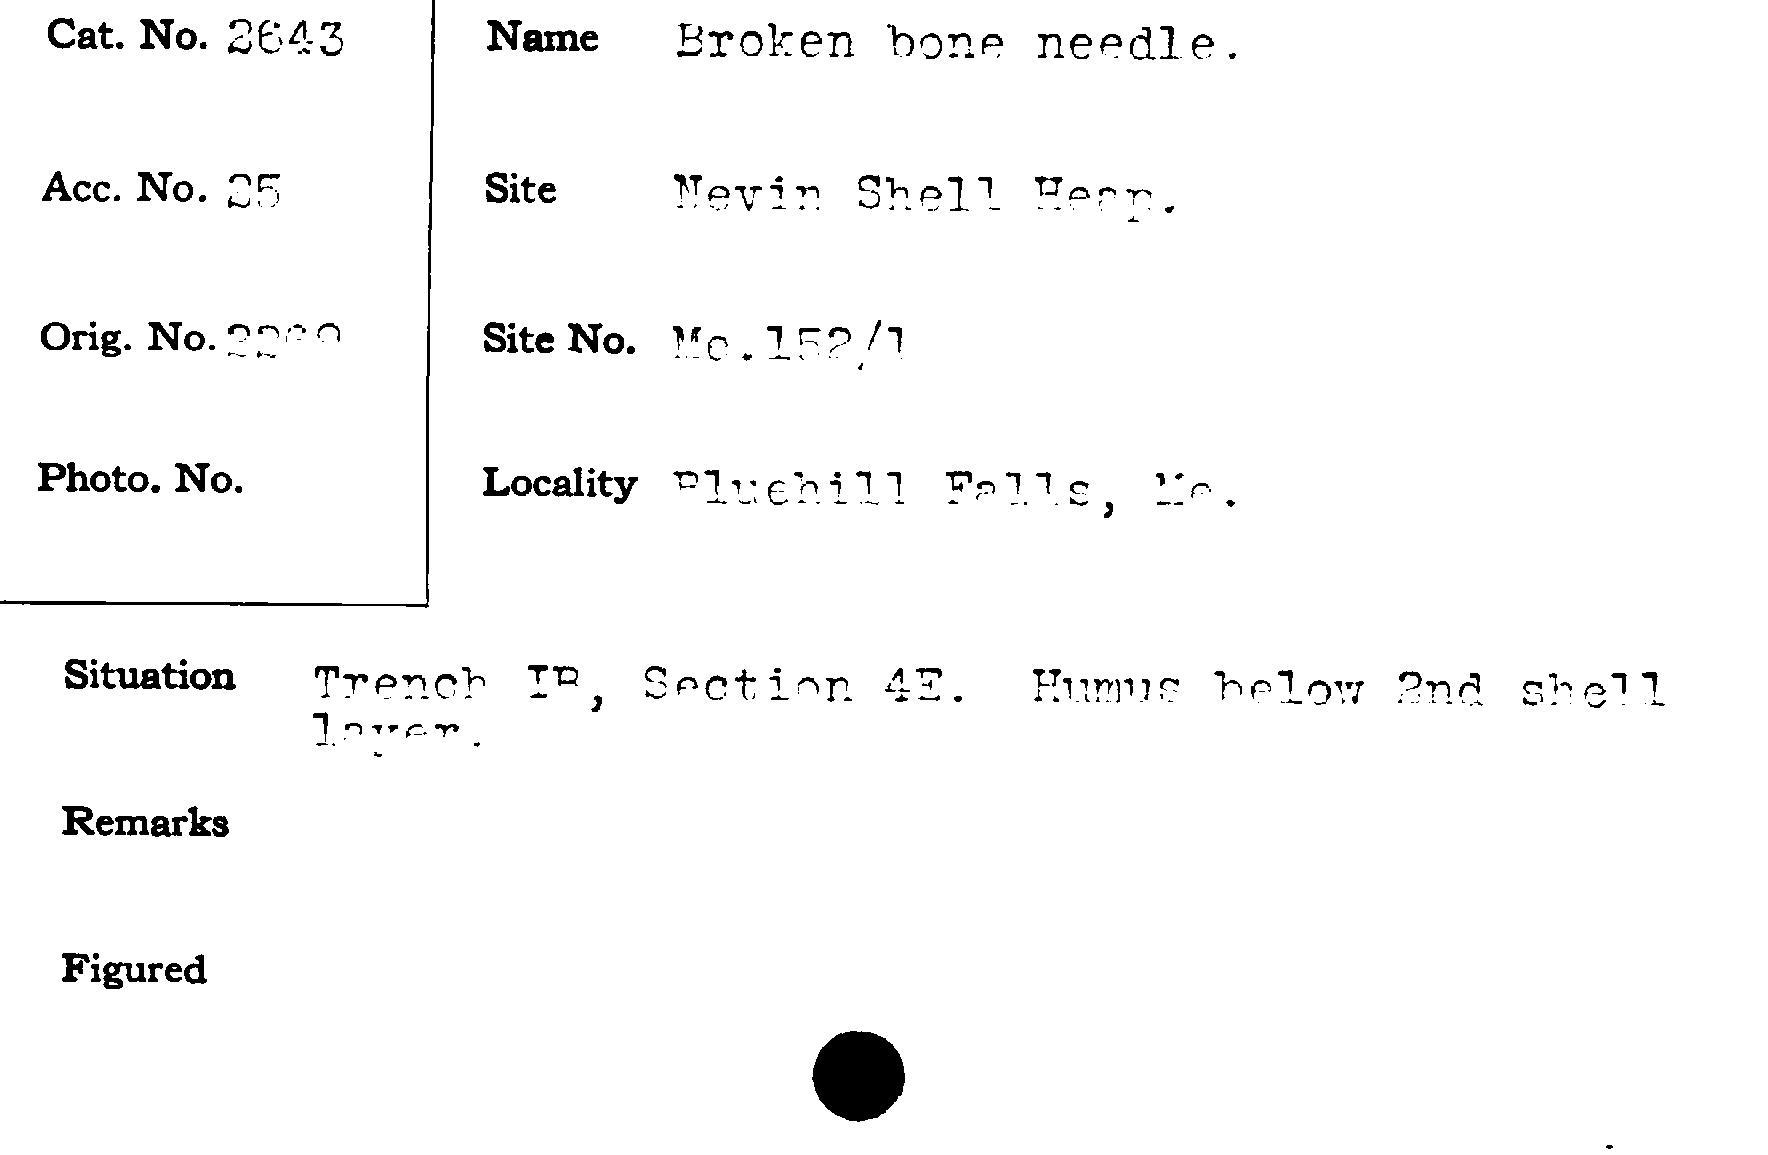 Cat. No. 2643
Name Broken bone needle.
Acc. No. 25
Site Nevin Shell Heap.
Orig. No.
Site No. Me.152/1
Photo. No.
Locality Bluehill Falls, Me.
Situation Trench IB, Section 4E. Humus below 2nd shell
layer.
Remarks
Figured